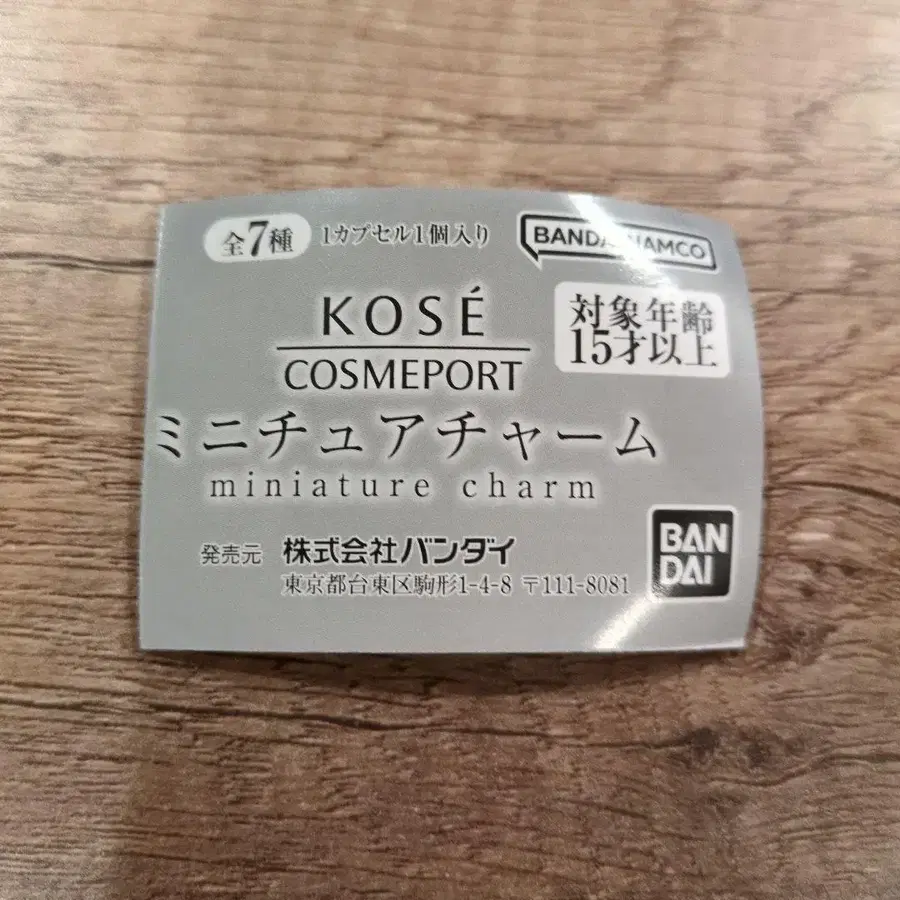 全7種 1カプセル1個入り BANDAI NAMCO
KOSÉ
COSMEPORT
対象年齢
15才以上
ミニチュアチャーム
miniature charm
発売元 株式会社バンダイ
東京都台東区駒形1-4-8 〒111-8081
BAN
DAI